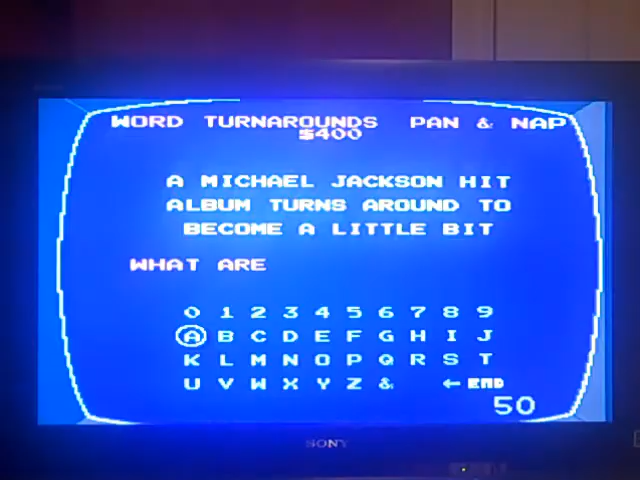 WORD TURNAROUNDS PAN & NAP
$400
A MICHAEL JACKSON HIT
ALBUM TURNS AROUND TO
BECOME A LITTLE BIT
WHAT ARE
0 1 2 3 4 5 6 7 8 9
A B C D E F G H I J
K L M N O P Q R S T
U V W X Y Z & ← END
50
SONY